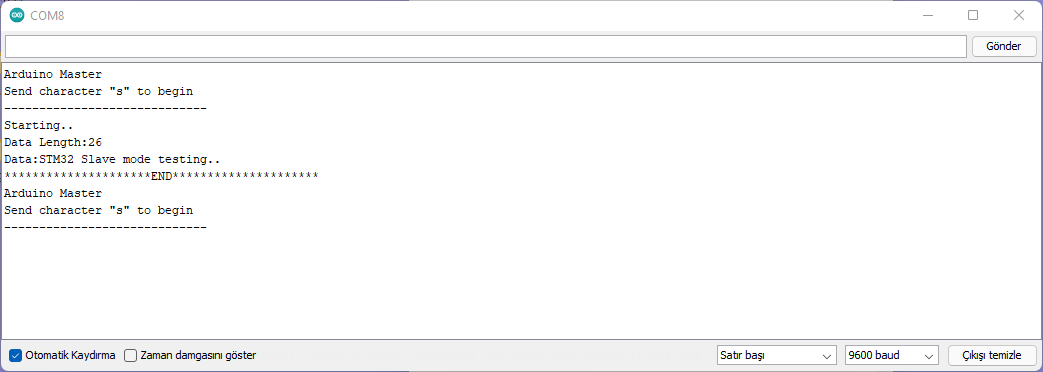 COM8
Gönder
Arduino Master
Send character "s" to begin
-----------------------------
Starting..
Data Length:26
Data:STM32 Slave mode testing..
*********************END*********************
Arduino Master
Send character "s" to begin
-----------------------------
Otomatik Kaydırma Zaman damgasını göster Satır başı 9600 baud Çıkışı temizle